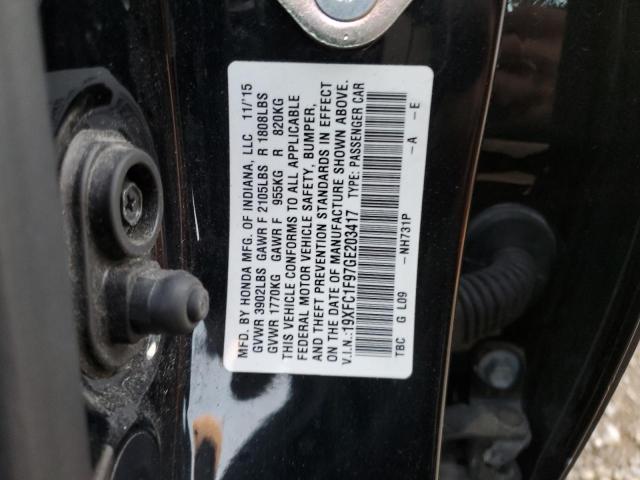 MFD. BY HONDA MFG. OF INDIANA, LLC 11/'15
GVWR 3902LBS GAWR F 2105LBS R 1808LBS
GVWR 1770KG GAWR F 955KG R 820KG
THIS VEHICLE CONFORMS TO ALL APPLICABLE
FEDERAL MOTOR VEHICLE SAFETY, BUMPER,
AND THEFT PREVENTION STANDARDS IN EFFECT
ON THE DATE OF MANUFACTURE SHOWN ABOVE.
V.I.N.:19XFC1F97GE203417 TYPE: PASSENGER CAR
TBC G L09 -NH731P -A -E